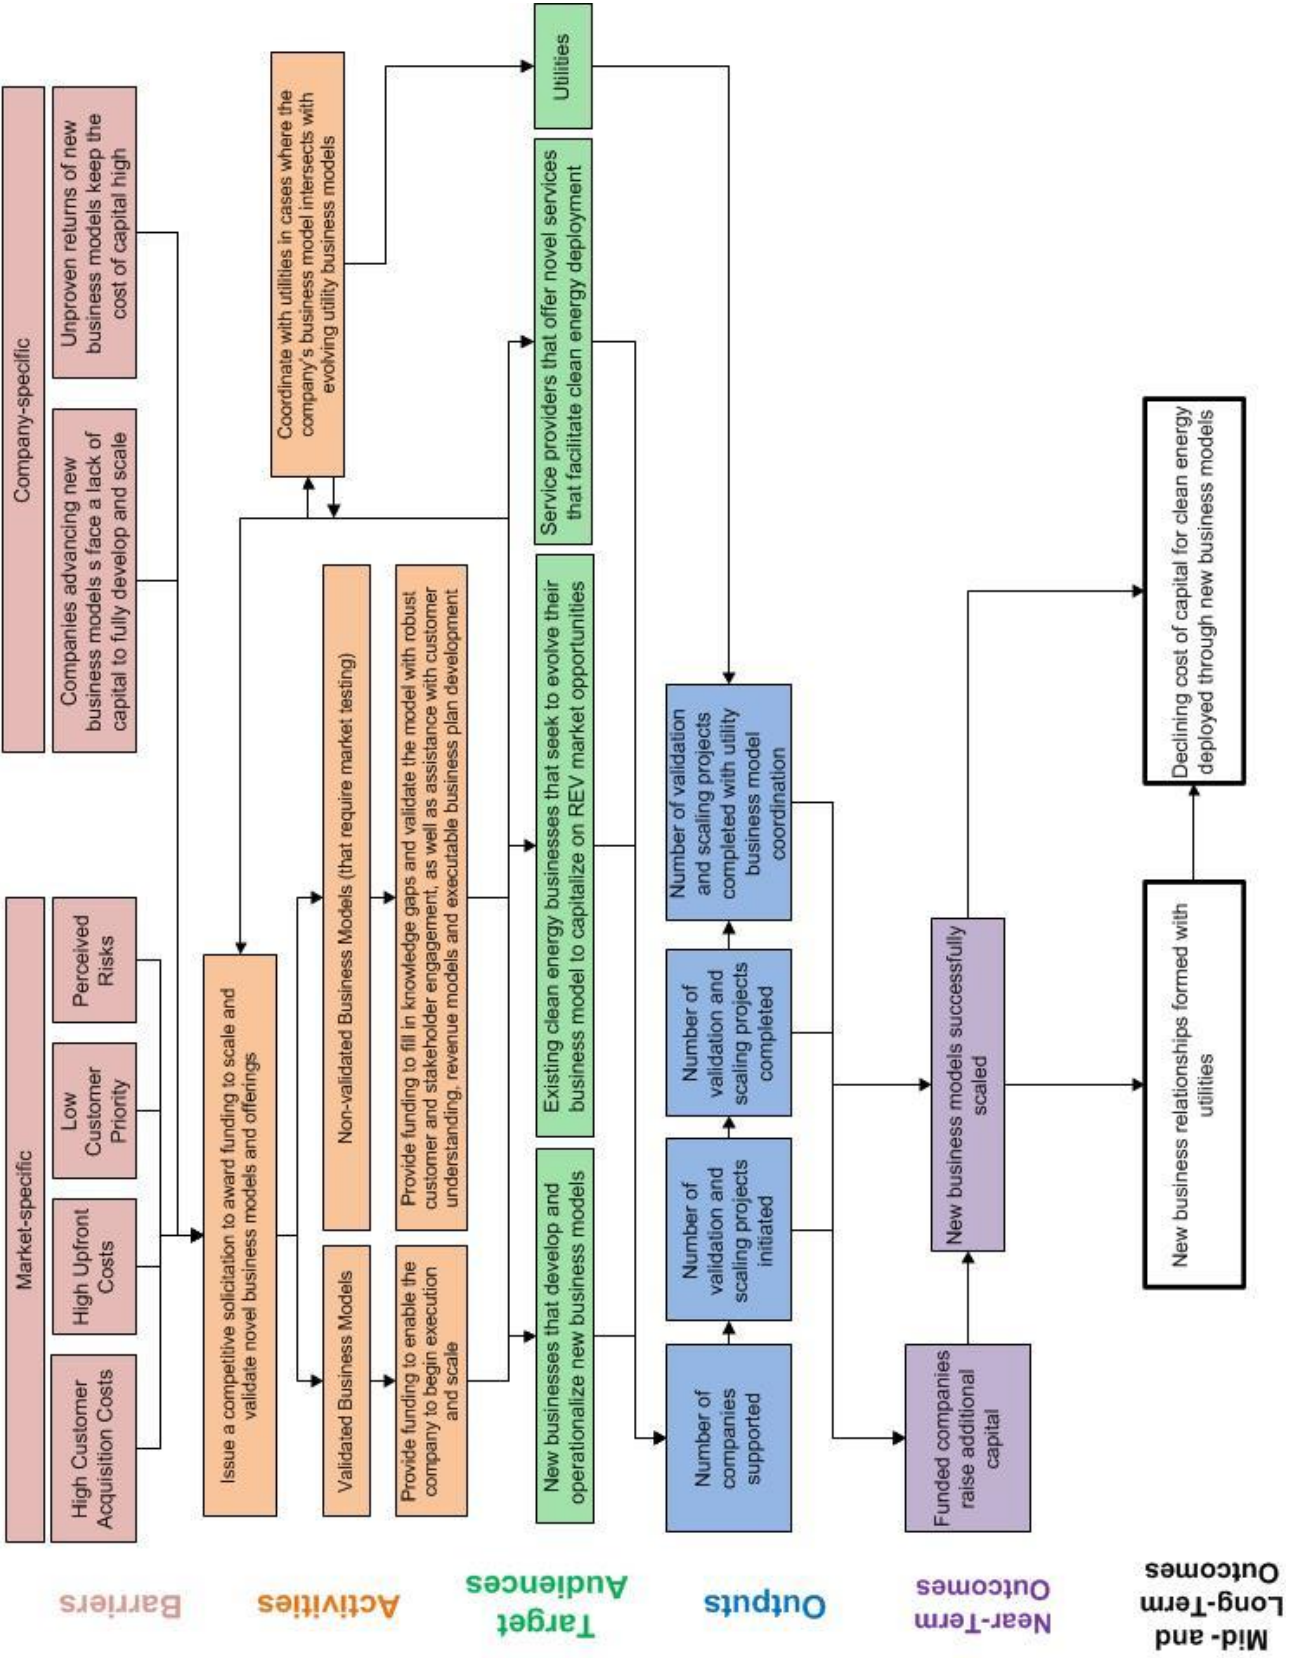 Barriers
Market-specific
Company-specific
High Customer
Acquisition Costs
High Upfront
Costs
Low
Customer
Priority
Perceived
Risks
Companies advancing new
business model s face a lack of
capital to fully develop and scale
Unproven returns of new
business models keep the
cost of capital high
Activities
Issue a competitive solicitation to award funding to scale and
validate novel business models and offerings
Coordinate with utilities in cases where the
company's business model intersects with
evolving utility business models
Validated Business Models
Non-validated Business Models (that require market testing)
Provide funding to enable the
company to begin execution
and scale
Provide funding to fill in knowledge gaps and validate the model with robust
customer and stakeholder engagement, as well as assistance with customer
understanding, revenue models and executable business plan development
Target
Audiences
New businesses that develop and
operationalize new business models
Existing clean energy businesses that seek to evolve their
business model to capitalize on REV market opportunities
Service providers that offer novel services
that facilitate clean energy deployment
Utilities
Outputs
Number of
companies
supported
Number of
validation and
scaling projects
initiated
Number of
validation and
scaling projects
completed
Number of validation
and scaling projects
completed with utility
business model
coordination
Near-Term
Outcomes
Funded companies
raise additional
capital
New business models successfully
scaled
Mid- and
Long-Term
Outcomes
New business relationships formed with
utilities
Declining cost of capital for clean energy
deployed through new business models